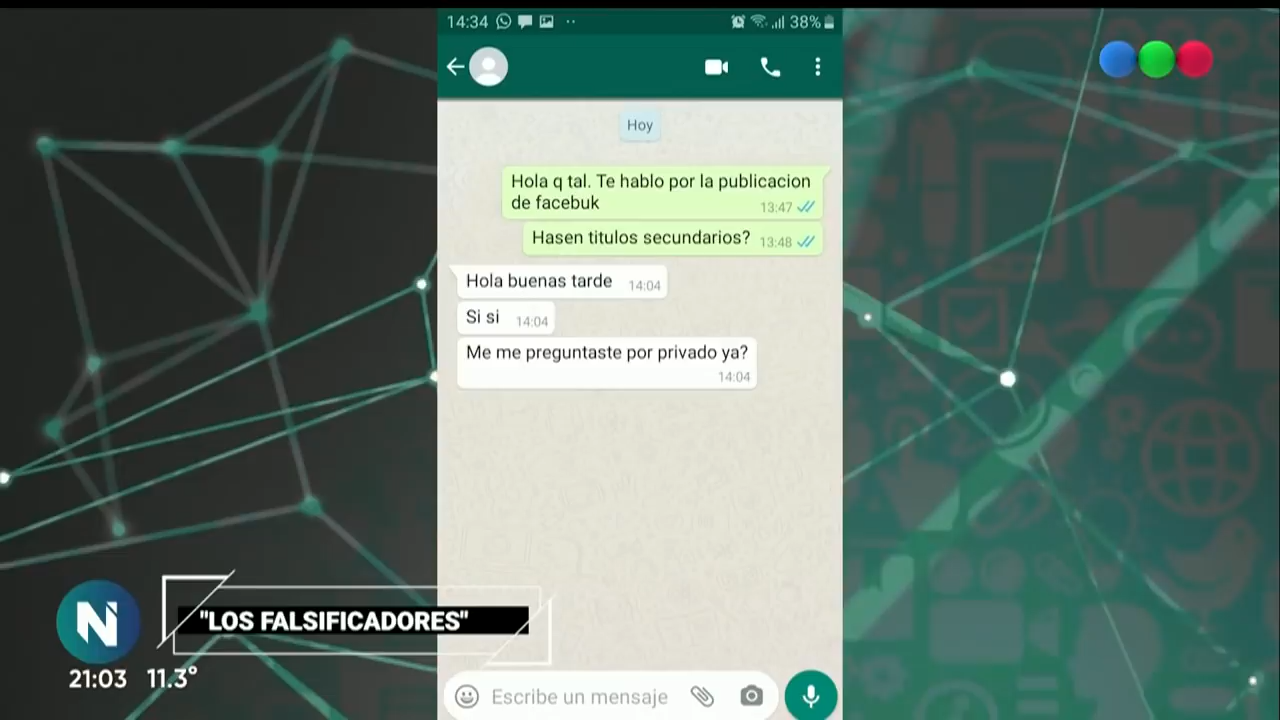 14:34
38%
Hoy
Hola q tal. Te hablo por la publicacion
de facebuk
13:47
Hasen titulos secundarios?
13:48
Hola buenas tarde
14:04
Si si
14:04
Me me preguntaste por privado ya?
14:04
"LOS FALSIFICADORES"
N
21:03
11.3°
Escribe un mensaje